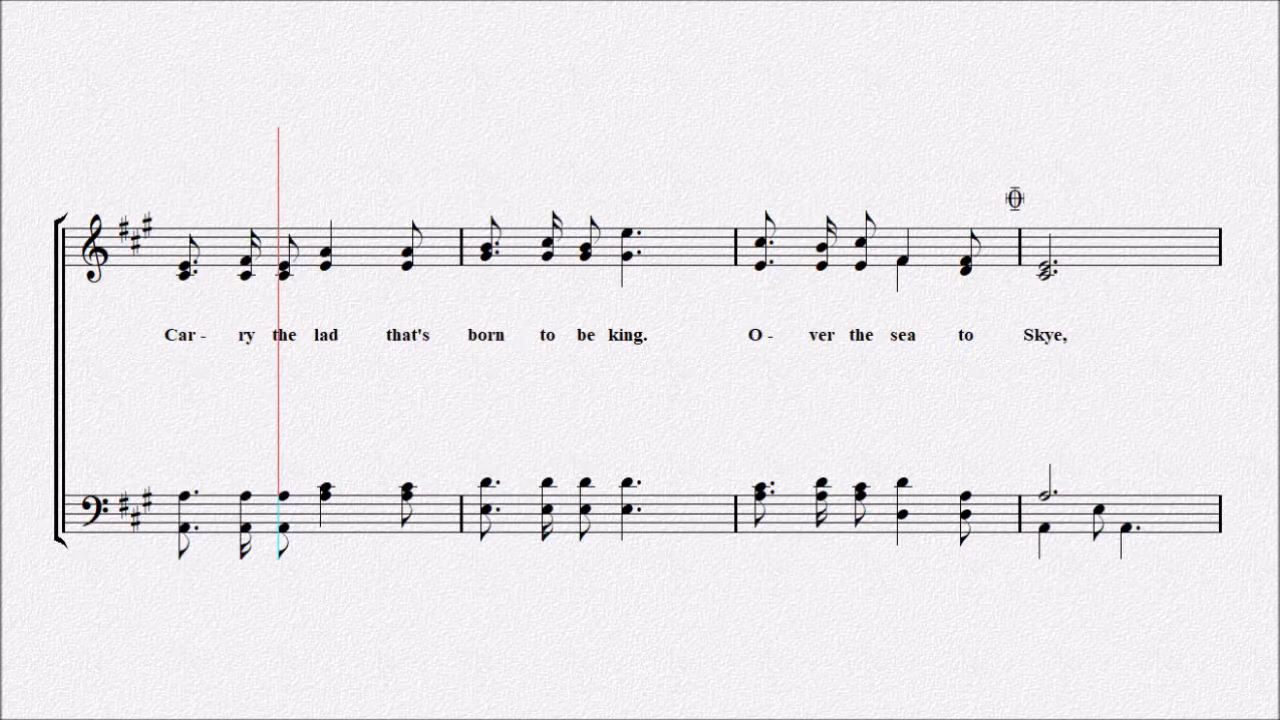 Car - ry the lad that's born to be king. O - ver the sea to Skye,